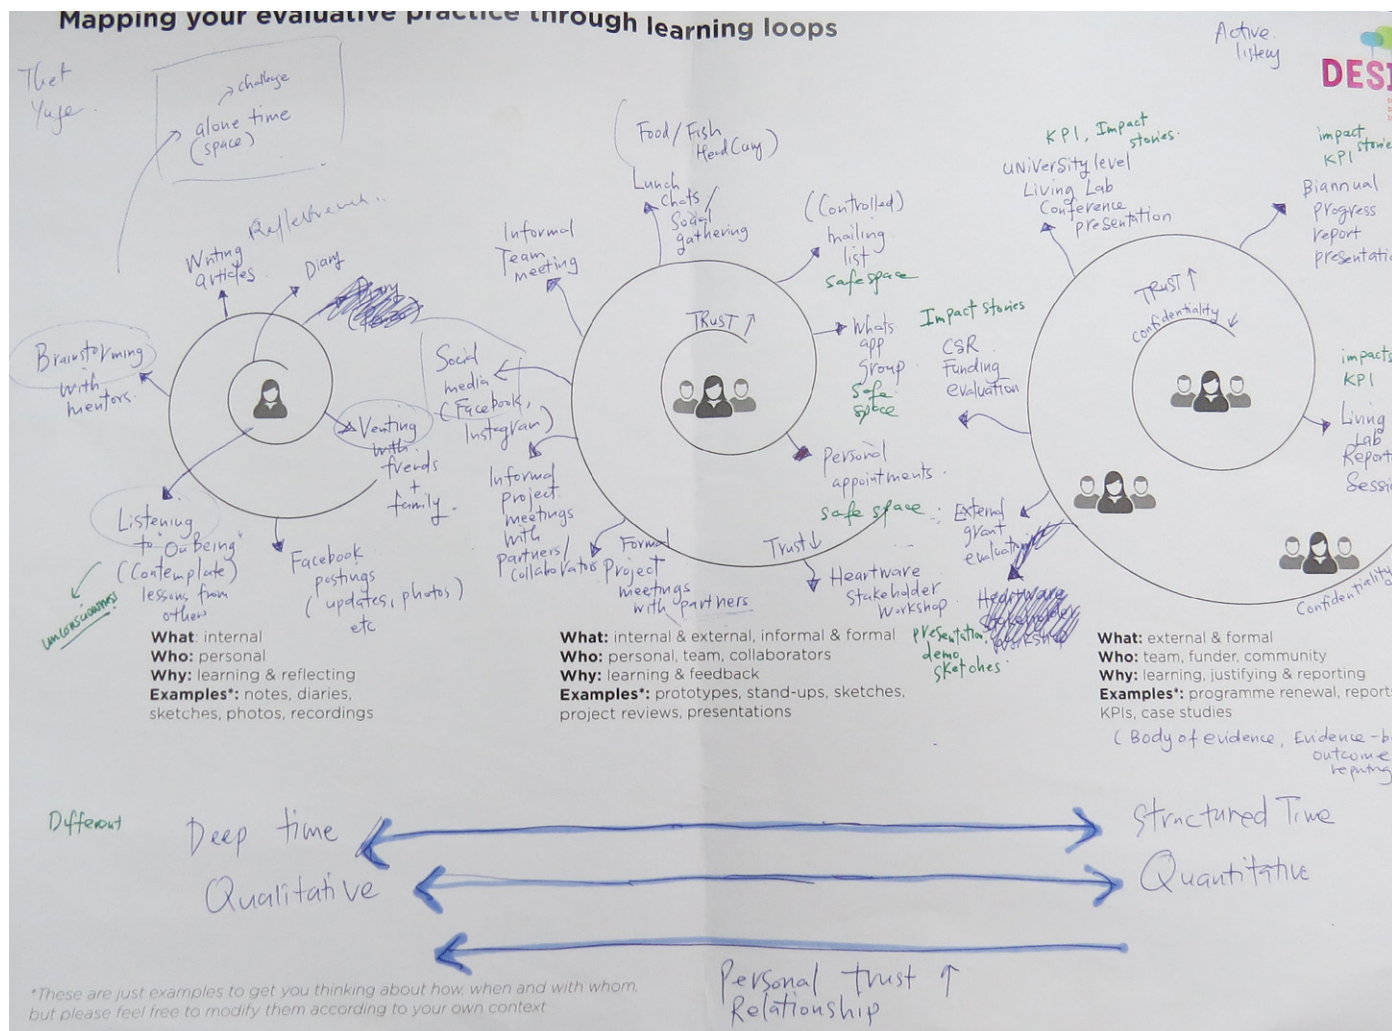 Mapping your evaluative practice through learning loops
Active
DESI
Thet
challenge
alone time
(space)
Writing
articles
Diary
Brainstorming
with
mentors.
Venting
with
friends
+
family.
Listening
to "On Being"
(Contemplate)
lessons from
others
unconsciousness
Facebook
postings
(updates, photos)
etc
What: internal
Who: personal
Why: learning & reflecting
Examples*: notes, diaries,
sketches, photos, recordings
Food / Fish
Head Curry)
Lunch
chats /
Social
gathering
Informal
Team
meeting
(Controlled)
mailing
list
safe space
TRUST ↑
Whats
app
group
Safe
space
Social
media
(Facebook,
Instagram)
Personal
appointments.
safe space
Informal
project
meetings
with
partners/
collaborators
Formal
Project
meetings
with partners
Trust ↓
Heartware
Stakeholder
Workshop
presentation,
demo,
sketches.
What: internal & external, informal & formal
Who: personal, team, collaborators
Why: learning & feedback
Examples*: prototypes, stand-ups, sketches,
project reviews, presentations
KPI, Impact
stories.
University level
Living Lab
Conference
presentation
impact
stories
KPI
Biannual
progress
report
presentation
TRUST ↑
Confidentiality ↓
Impact stories
CSR
Funding
evaluation
impacts
KPI
Living
Lab
Report
Session
External
grant
evaluation
Heartware
Stakeholder
Workshop
Confidentiality
What: external & formal
Who: team, funder, community
Why: learning, justifying & reporting
Examples*: programme renewal, report
KPIs, case studies
(Body of evidence, Evidence-b
outcome
reporting
Different
Deep time
Structured Time
Qualitative
Quantitative
Personal trust ↑
Relationship
*These are just examples to get you thinking about how, when and with whom,
but please feel free to modify them according to your own context